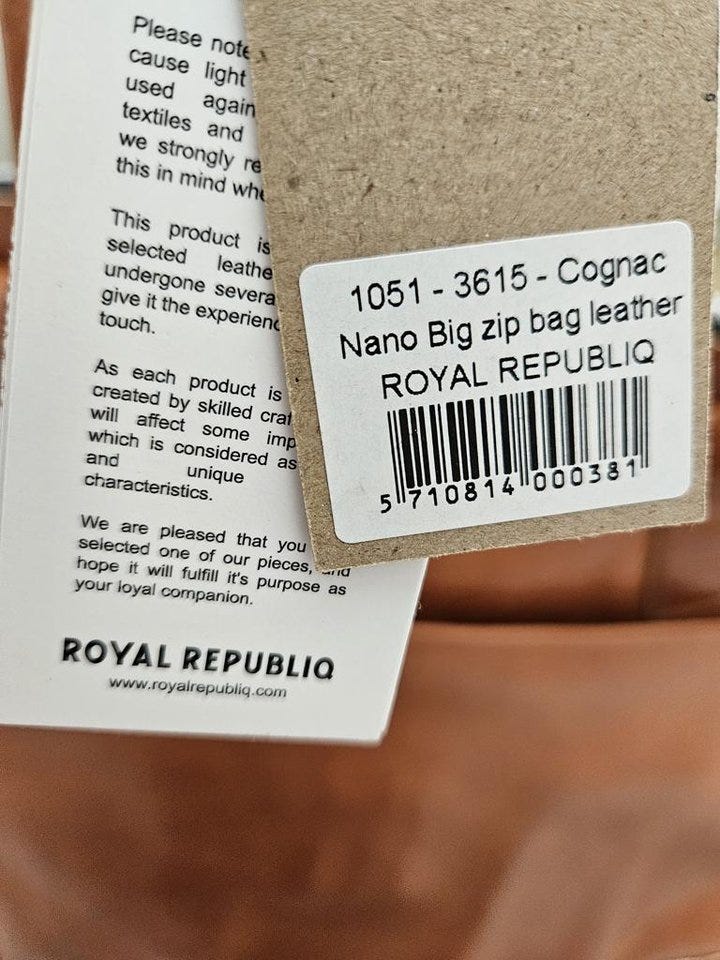 Please note
cause light
used again
textiles and
we strongly re
this in mind whe
This product is
selected leathe
undergone severa
give it the experienc
touch.
As each product is
created by skilled craf
will affect some imp
which is considered as
and unique
characteristics.
We are pleased that you
selected one of our pieces, and
hope it will fulfill it's purpose as
your loyal companion.
ROYAL REPUBLIQ
www.royalrepubliq.com
1051 - 3615 - Cognac
Nano Big zip bag leather
ROYAL REPUBLIQ
5 710814 000381